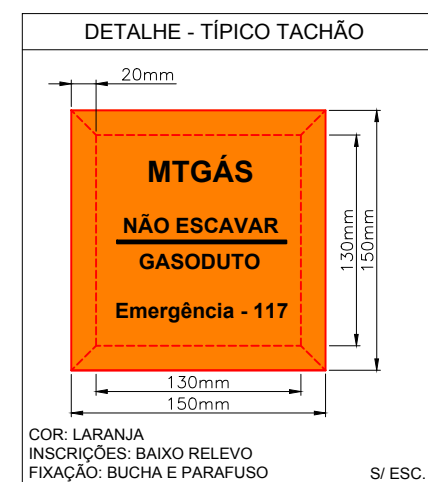 DETALHE - TÍPICO TACHÃO
20mm
MTGÁS
NÃO ESCAVAR
GASODUTO
Emergência - 117
130mm
150mm
130mm
150mm
COR: LARANJA
INSCRIÇÕES: BAIXO RELEVO
FIXAÇÃO: BUCHA E PARAFUSO
S/ ESC.